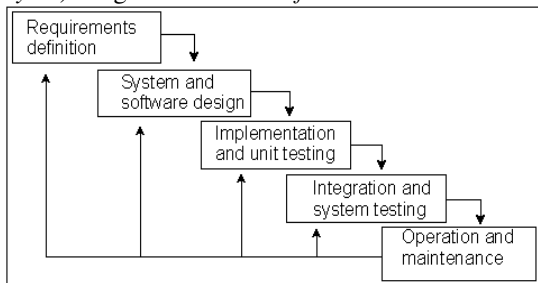 Requirements
definition
System and
software design
Implementation
and unit testing
Integration and
system testing
Operation and
maintenance